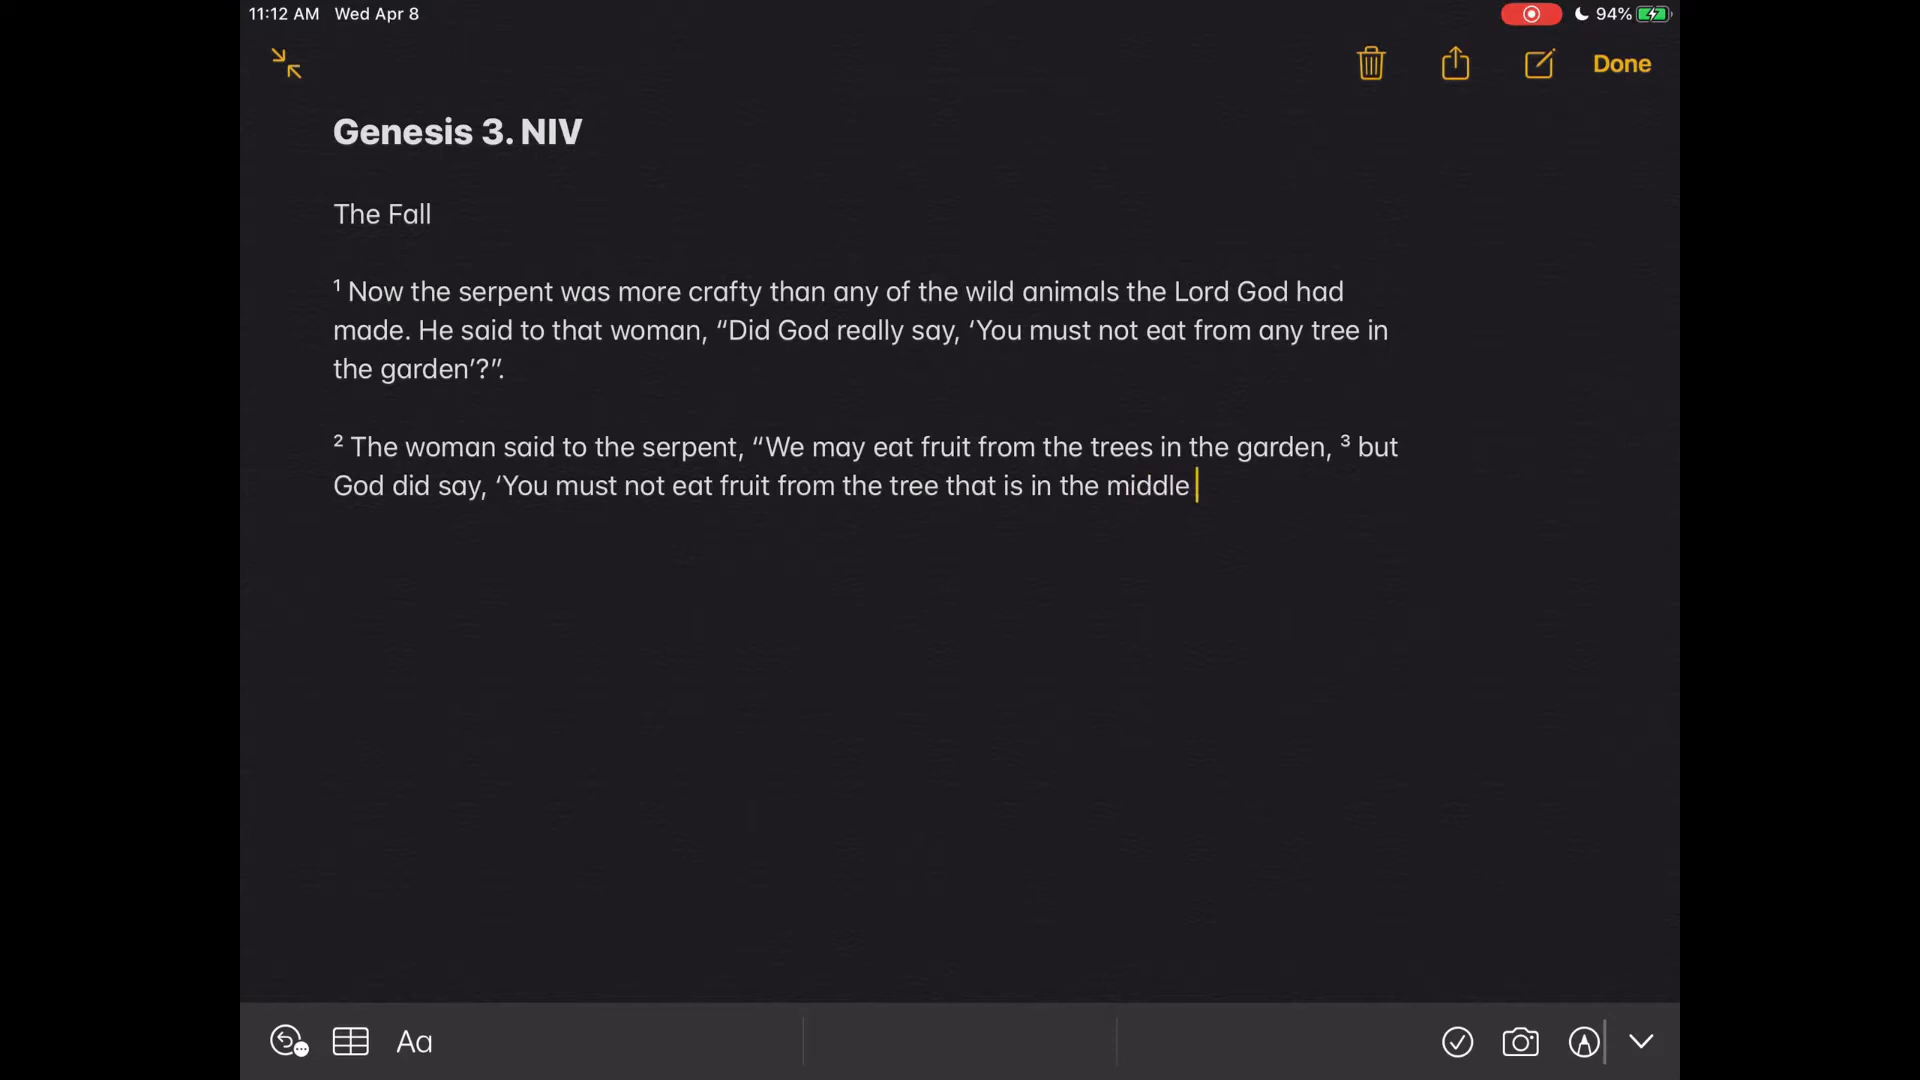 11:12 AM Wed Apr 8
94%
Done
Genesis 3. NIV
The Fall
¹ Now the serpent was more crafty than any of the wild animals the Lord God had
made. He said to that woman, “Did God really say, ‘You must not eat from any tree in
the garden’?”.
² The woman said to the serpent, “We may eat fruit from the trees in the garden, ³ but
God did say, ‘You must not eat fruit from the tree that is in the middle
Aa